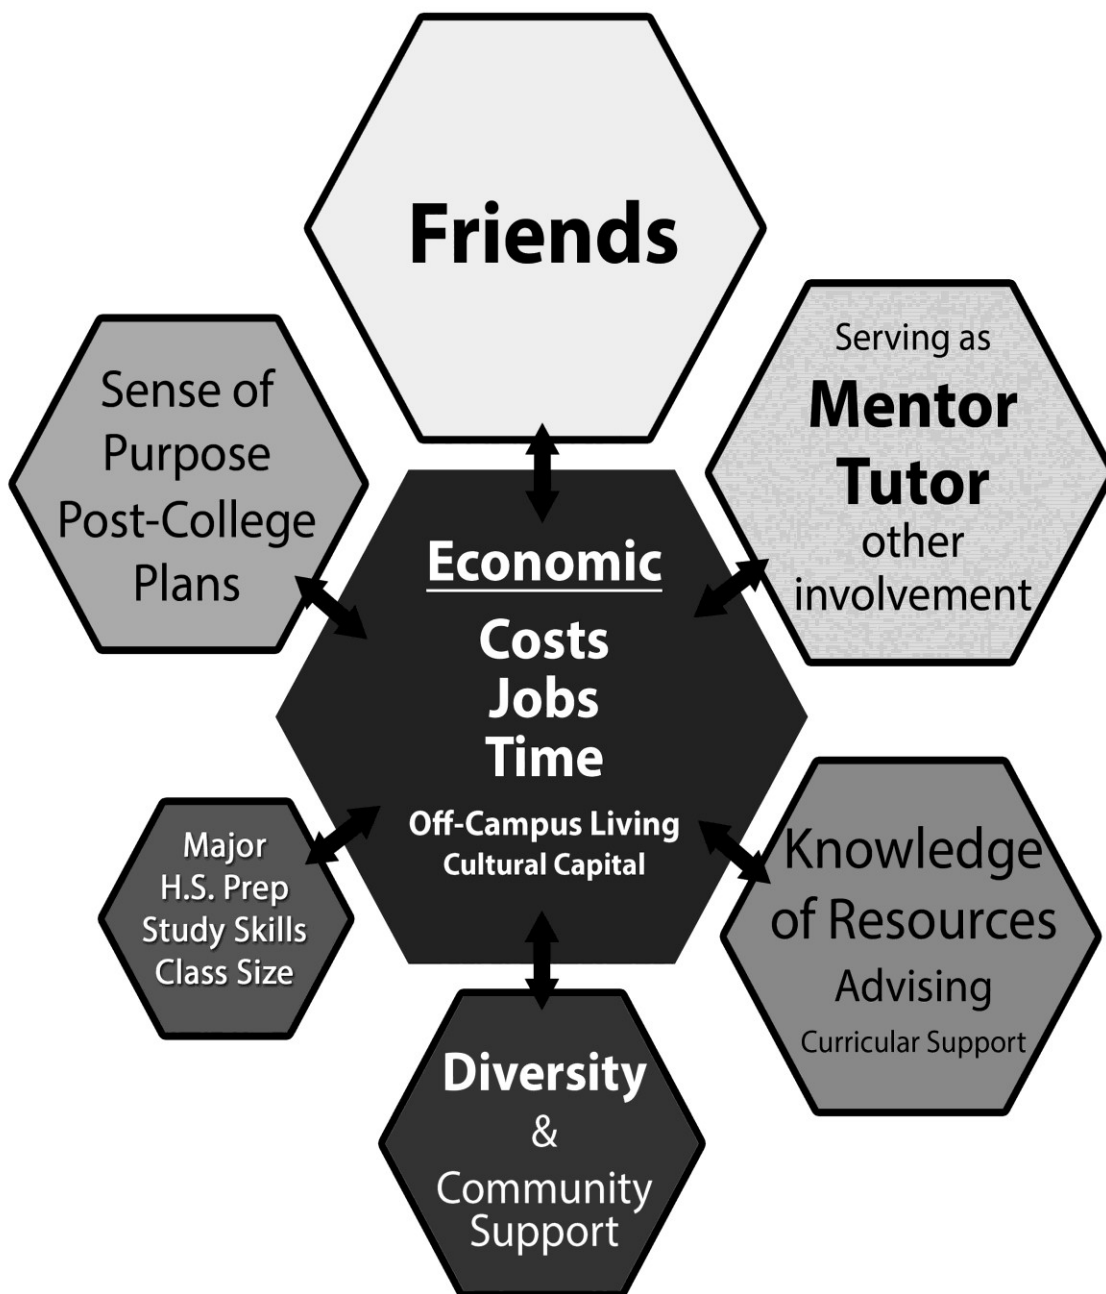 Friends
Serving as
Mentor
Tutor
other
involvement
Sense of
Purpose
Post-College
Plans
Economic
Costs
Jobs
Time
Off-Campus Living
Cultural Capital
Major
H.S. Prep
Study Skills
Class Size
Knowledge
of Resources
Advising
Curricular Support
Diversity
&
Community
Support